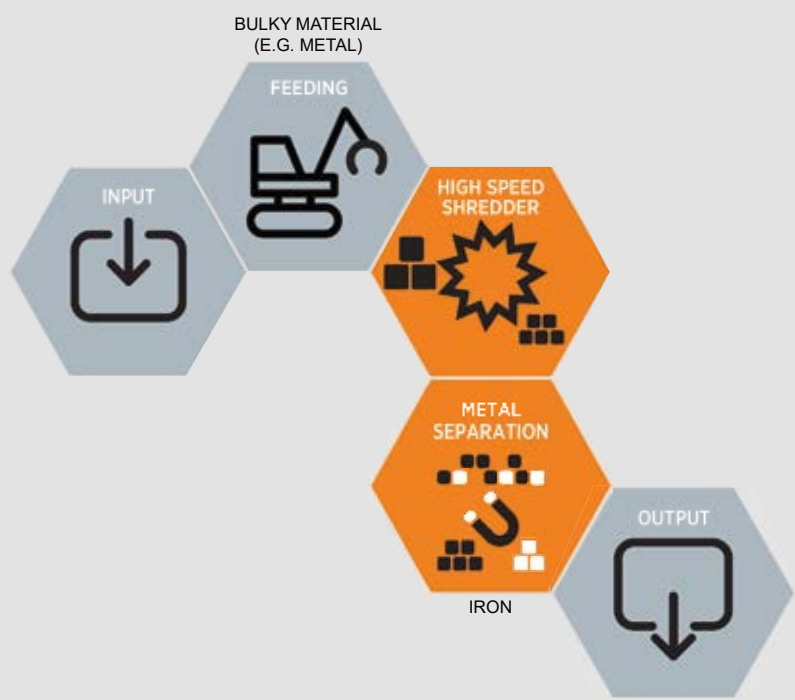 BULKY MATERIAL
(E.G. METAL)
FEEDING
INPUT
HIGH SPEED
SHREDDER
METAL
SEPARATION
IRON
OUTPUT